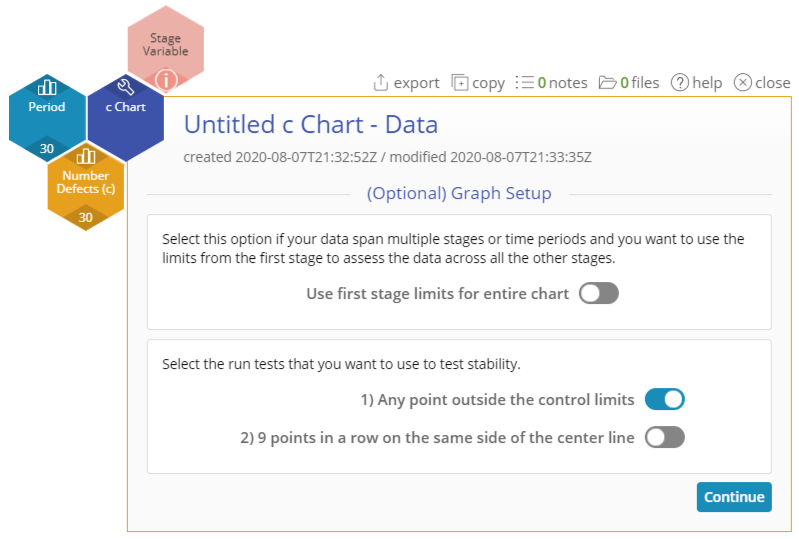 Stage
Variable
export copy 0 notes 0 files help close
Period
c Chart
30
Number
Defects (c)
30
Untitled c Chart - Data
created 2020-08-07T21:32:52Z / modified 2020-08-07T21:33:35Z
(Optional) Graph Setup
Select this option if your data span multiple stages or time periods and you want to use the
limits from the first stage to assess the data across all the other stages.
Use first stage limits for entire chart
Select the run tests that you want to use to test stability.
1) Any point outside the control limits
2) 9 points in a row on the same side of the center line
Continue